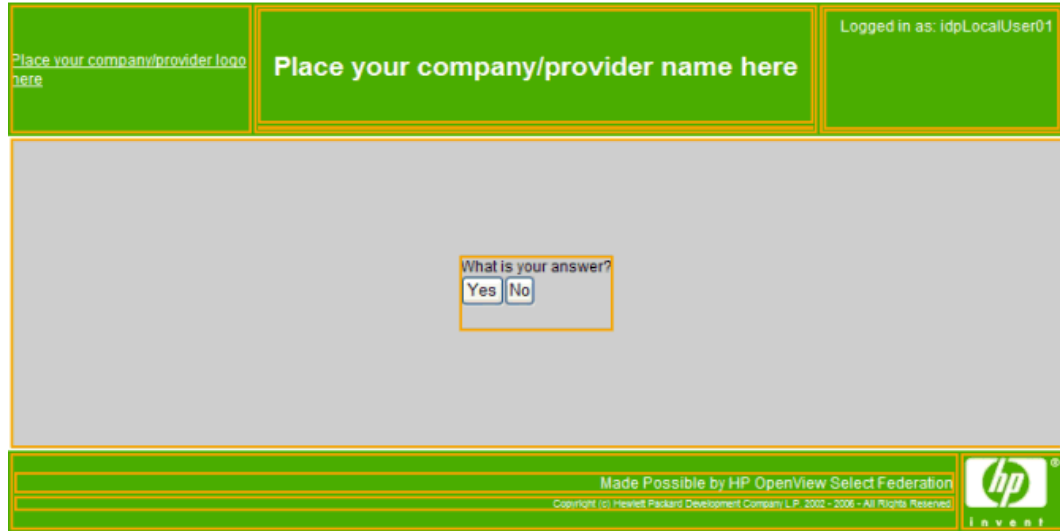 Place your company/provider logo
here
Place your company/provider name here
Logged in as: idpLocalUser01
What is your answer?
Yes No
Made Possible by HP OpenView Select Federation
Copyright (c) Hewlett Packard Development Company L.P. 2002 - 2006 - All Rights Reserved
hp ®
invent